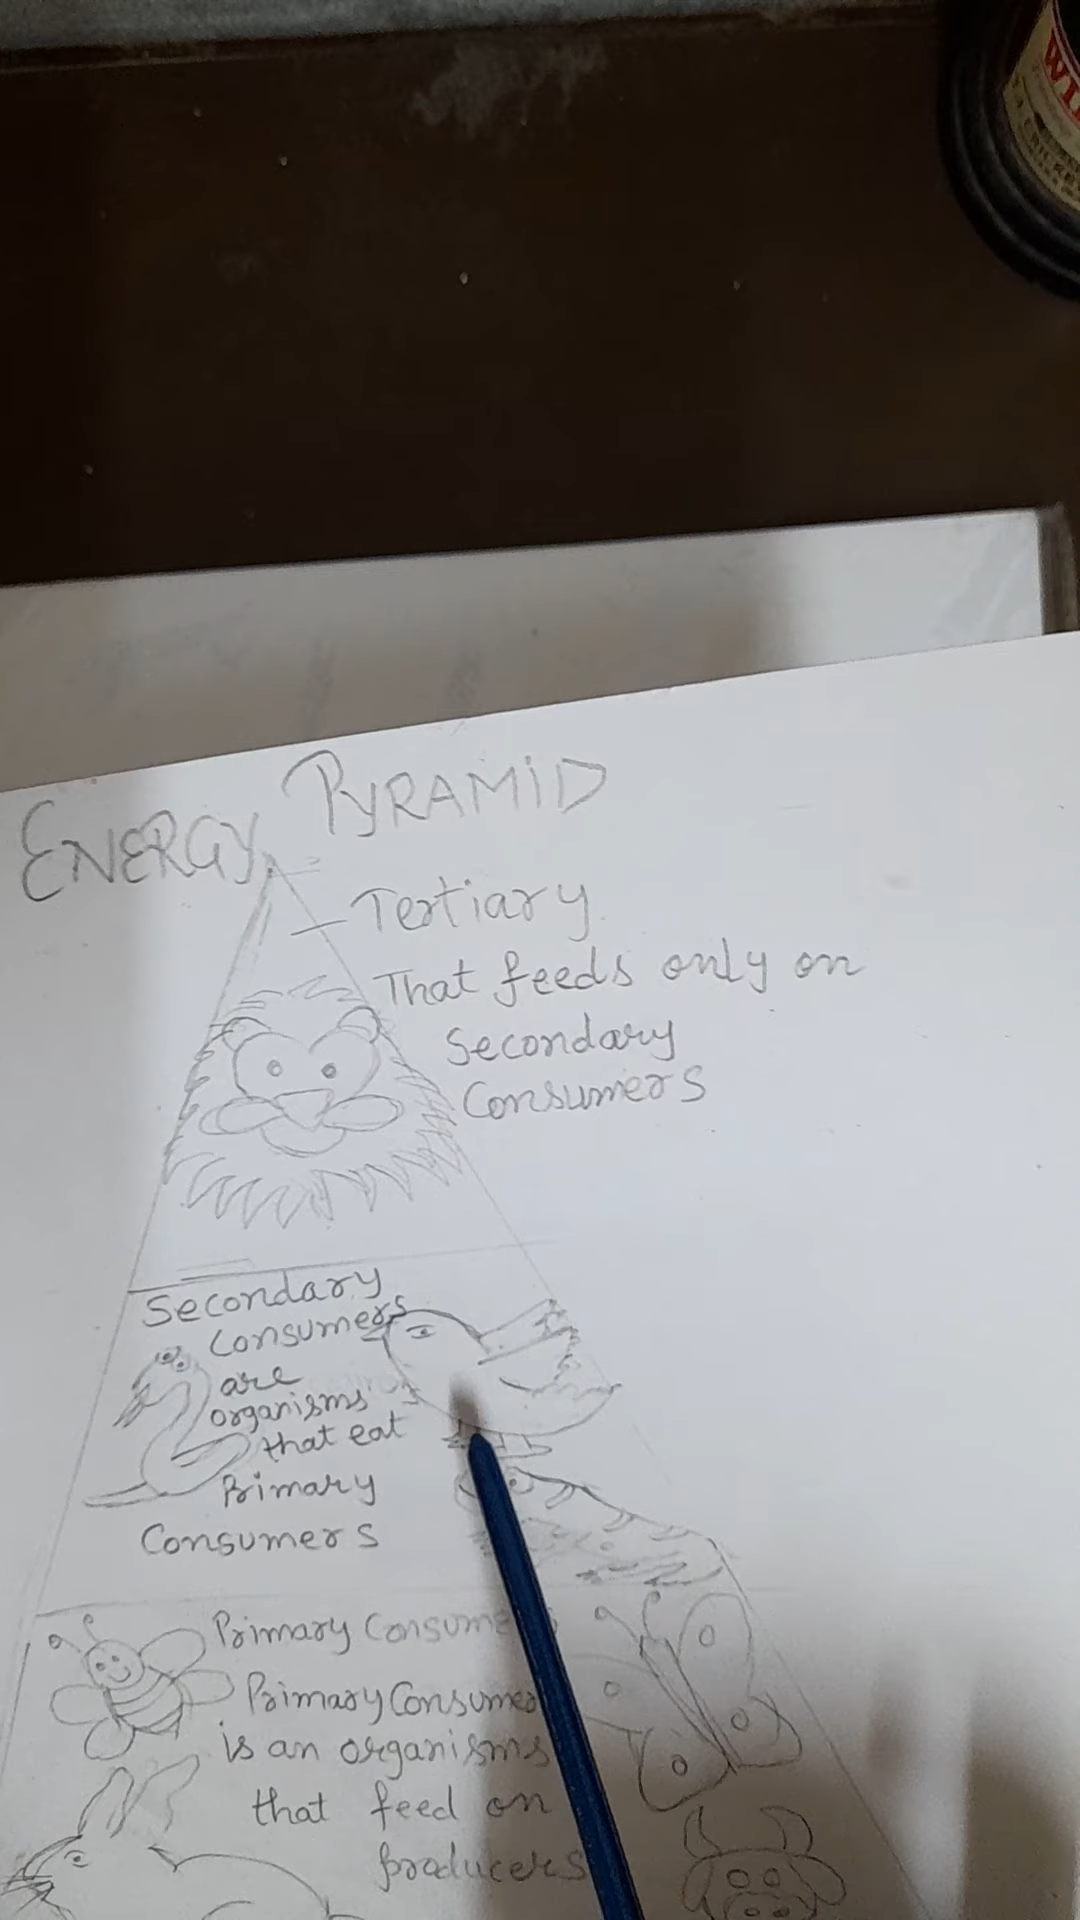 ENERGY PYRAMID
Tertiary
That feeds only on
Secondary
Consumers
Secondary
Consumers
are
organisms
that eat
Primary
Consumers
Primary
Primary
is an organisms
that feed on
producers